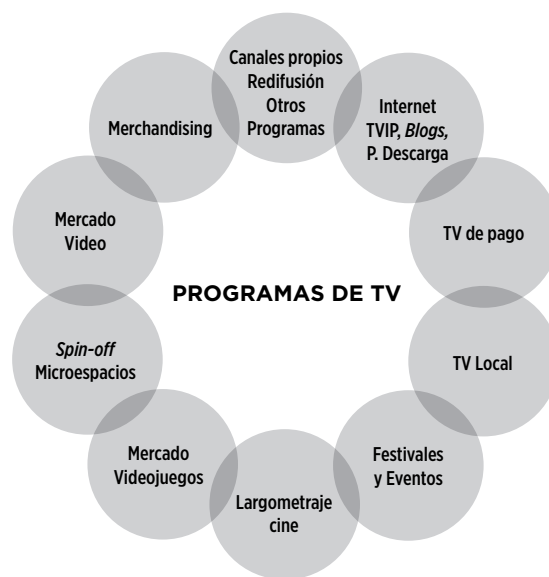 Canales propios
Redifusión
Otros
Programas
Internet
TVIP, Blogs,
P. Descarga
TV de pago
TV Local
Festivales
y Eventos
Largometraje
cine
Mercado
Videojuegos
Spin-off
Microespacios
Mercado
Video
Merchandising
PROGRAMAS DE TV